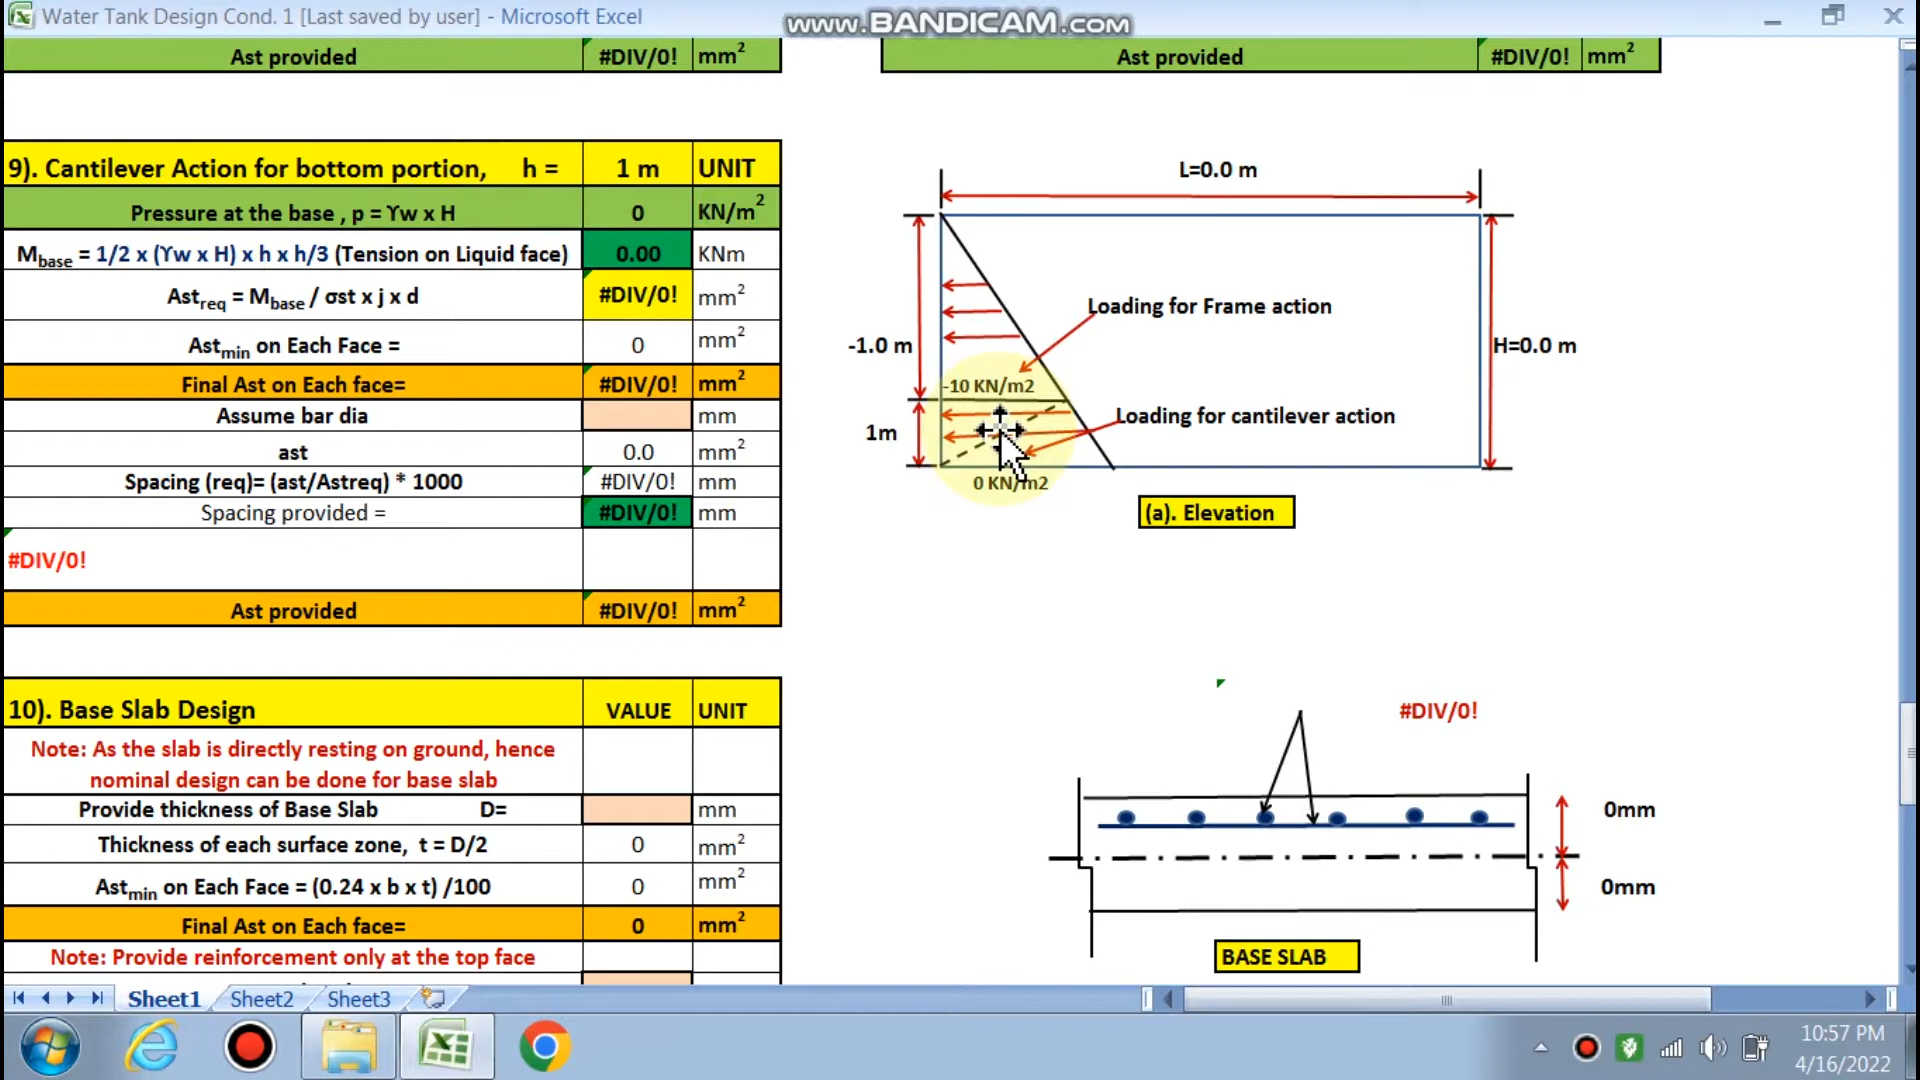 Water Tank Design Cond. 1 [Last saved by user] - Microsoft Excel
www.BANDICAM.com
Ast provided #DIV/0! mm2
Ast provided #DIV/0! mm2
9). Cantilever Action for bottom portion, h = 1 m UNIT
Pressure at the base , p = ϒw x H 0 KN/m2
Mbase = 1/2 x (ϒw x H) x h x h/3 (Tension on Liquid face) 0.00 KNm
Astreq = Mbase / σst x j x d #DIV/0! mm2
Astmin on Each Face = 0 mm2
Final Ast on Each face= #DIV/0! mm2
Assume bar dia mm
ast 0.0 mm2
Spacing (req)= (ast/Astreq) * 1000 #DIV/0! mm
Spacing provided = #DIV/0! mm
#DIV/0!
Ast provided #DIV/0! mm2
L=0.0 m
Loading for Frame action
-1.0 m
H=0.0 m
-10 KN/m2
Loading for cantilever action
1m
0 KN/m2
(a). Elevation
10). Base Slab Design VALUE UNIT
Note: As the slab is directly resting on ground, hence
nominal design can be done for base slab
Provide thickness of Base Slab D= mm
Thickness of each surface zone, t = D/2 0 mm2
Astmin on Each Face = (0.24 x b x t) /100 0 mm2
Final Ast on Each face= 0 mm2
Note: Provide reinforcement only at the top face
#DIV/0!
0mm
0mm
BASE SLAB
Sheet1 Sheet2 Sheet3
10:57 PM
4/16/2022